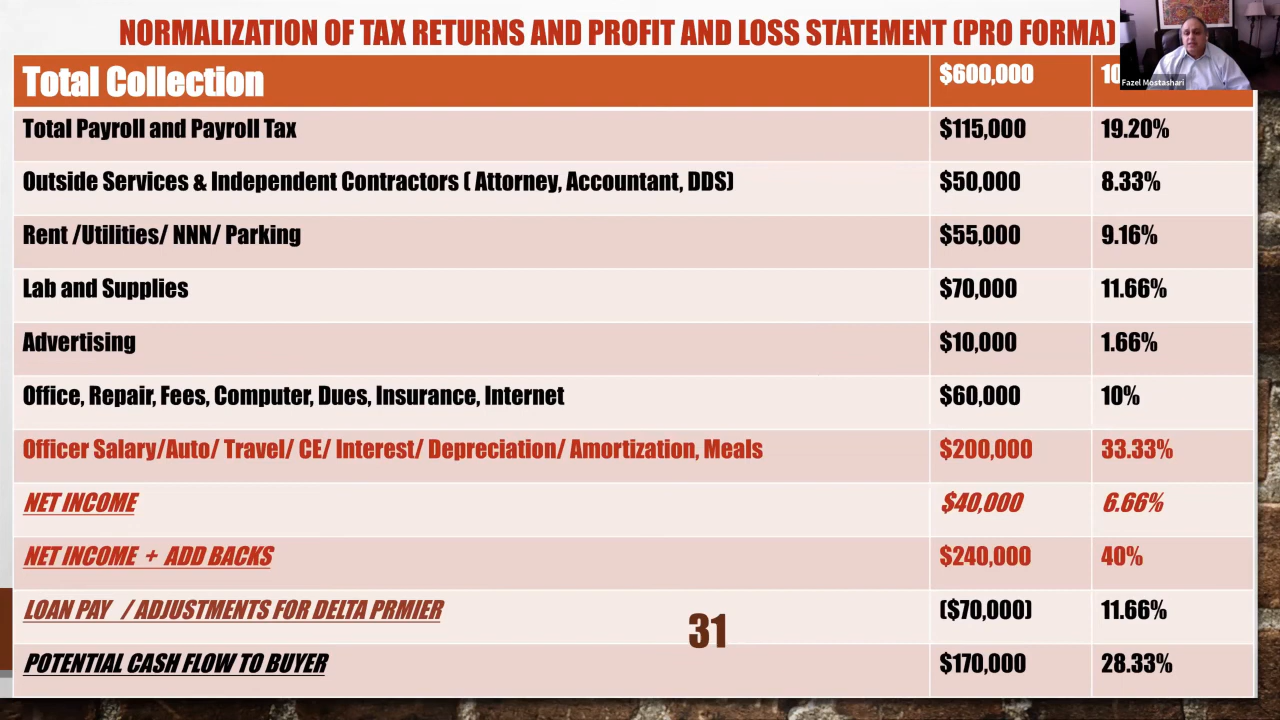 NORMALIZATION OF TAX RETURNS AND PROFIT AND LOSS STATEMENT (PRO FORMA)
Fazel Mostashari
Total Collection $600,000 10
Total Payroll and Payroll Tax $115,000 19.20%
Outside Services & Independent Contractors ( Attorney, Accountant, DDS) $50,000 8.33%
Rent /Utilities/ NNN/ Parking $55,000 9.16%
Lab and Supplies $70,000 11.66%
Advertising $10,000 1.66%
Office, Repair, Fees, Computer, Dues, Insurance, Internet $60,000 10%
Officer Salary/Auto/ Travel/ CE/ Interest/ Depreciation/ Amortization, Meals $200,000 33.33%
NET INCOME $40,000 6.66%
NET INCOME + ADD BACKS $240,000 40%
LOAN PAY / ADJUSTMENTS FOR DELTA PRMIER ($70,000) 11.66%
31
POTENTIAL CASH FLOW TO BUYER $170,000 28.33%